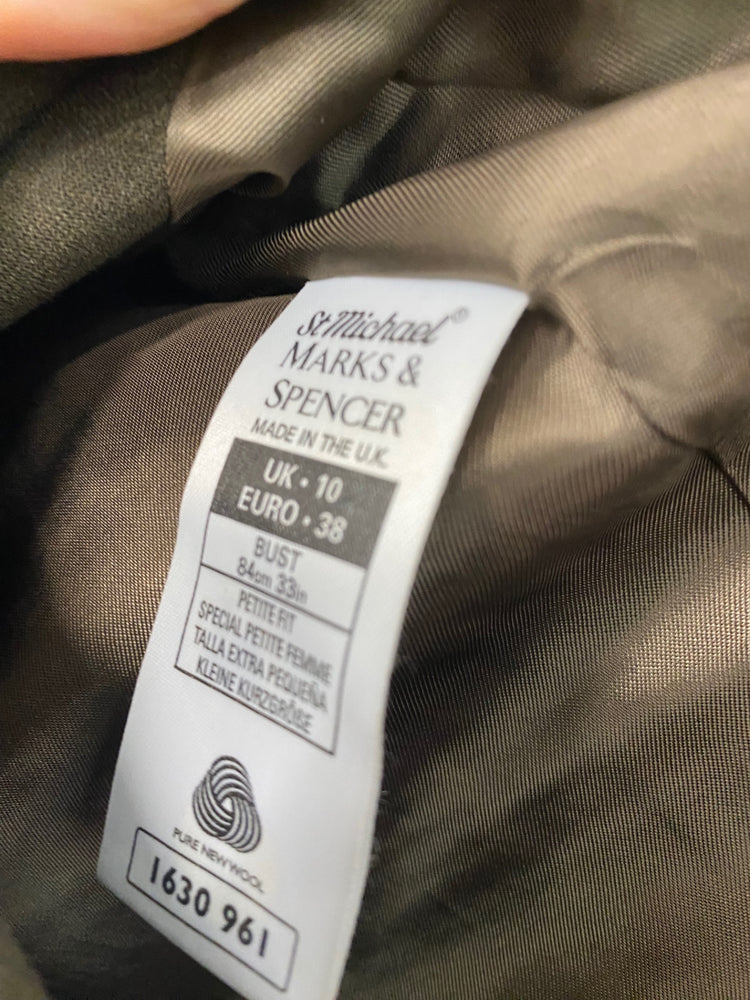 St Michael®
MARKS &
SPENCER
MADE IN THE U.K.
UK • 10
EURO • 38
BUST
84cm 33in
PETITE FIT
SPECIAL PETITE FEMME
TALLA EXTRA PEQUEÑA
KLEINE KURZGRÖßE
PURE NEW WOOL
1630 961